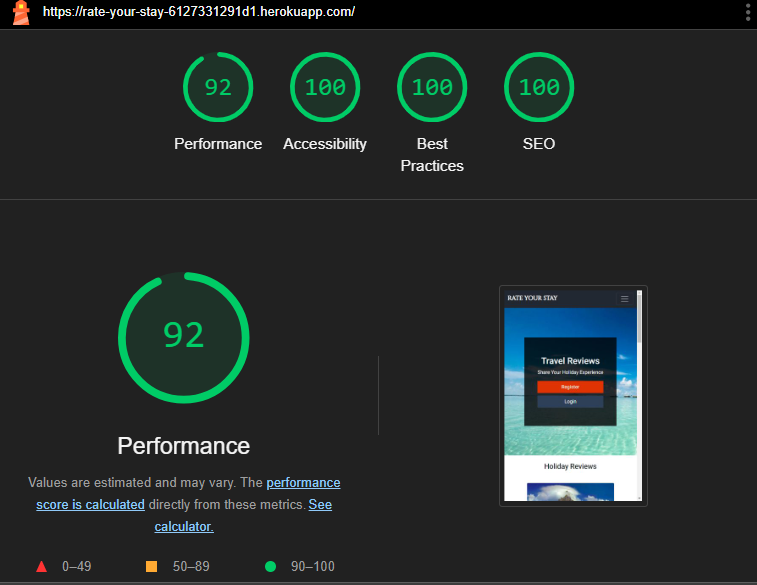 https://rate-your-stay-6127331291d1.herokuapp.com/
92 100 100 100
Performance Accessibility Best Practices SEO
92
Performance
Values are estimated and may vary. The performance
score is calculated directly from these metrics. See
calculator.
0–49 50–89 90–100
RATE YOUR STAY
Travel Reviews
Share Your Holiday Experience
Register
Login
Holiday Reviews